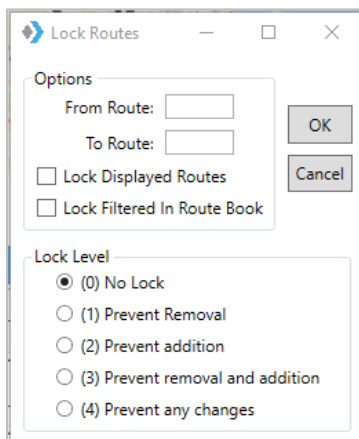 Lock Routes
Options
From Route:
To Route:
Lock Displayed Routes
Lock Filtered In Route Book
OK
Cancel
Lock Level
(0) No Lock
(1) Prevent Removal
(2) Prevent addition
(3) Prevent removal and addition
(4) Prevent any changes